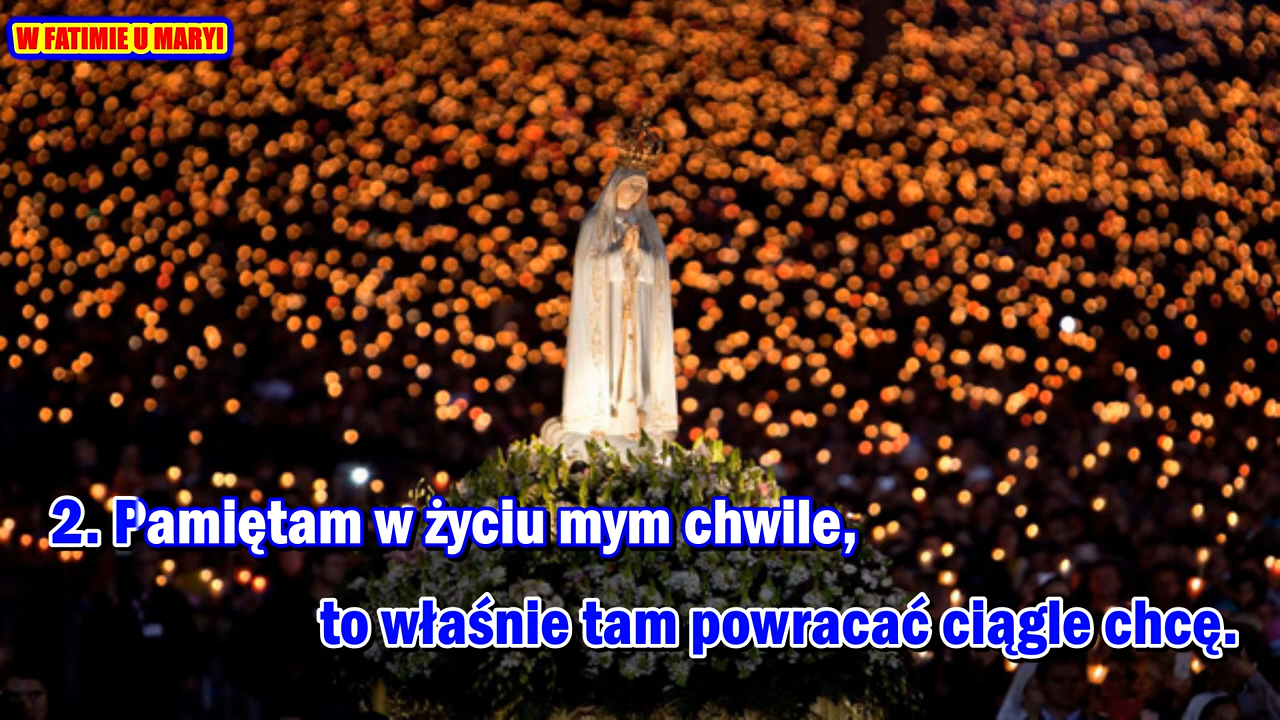 W FATIMIE U MARYI
2. Pamiętam w życiu mym chwile,
to właśnie tam powracać ciągle chcę.